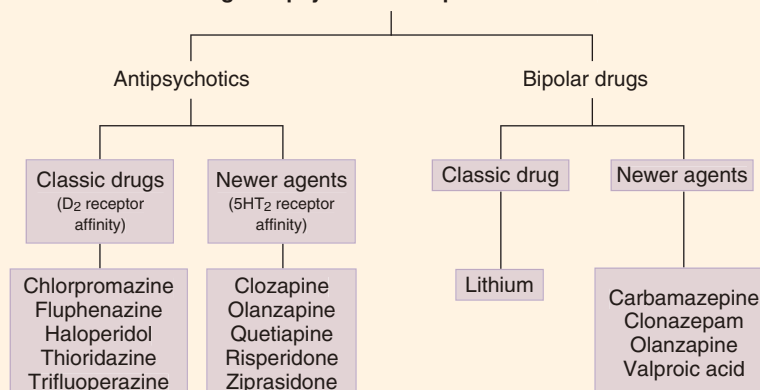 Antipsychotics
Bipolar drugs
Classic drugs
(D2 receptor
affinity)
Newer agents
(5HT2 receptor
affinity)
Classic drug
Newer agents
Chlorpromazine
Fluphenazine
Haloperidol
Thioridazine
Trifluoperazine
Clozapine
Olanzapine
Quetiapine
Risperidone
Ziprasidone
Lithium
Carbamazepine
Clonazepam
Olanzapine
Valproic acid